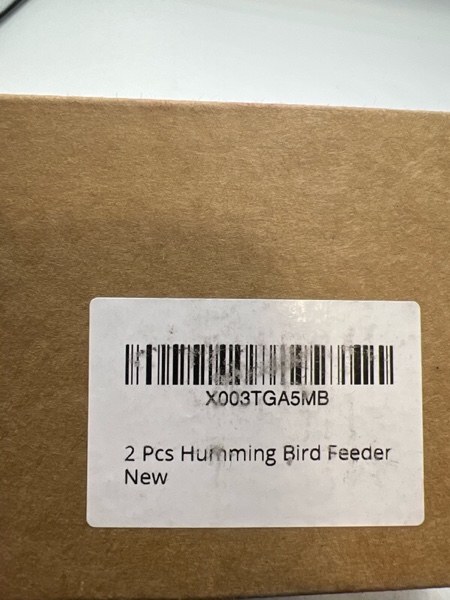 X003TGA5MB
2 Pcs Humming Bird Feeder
New